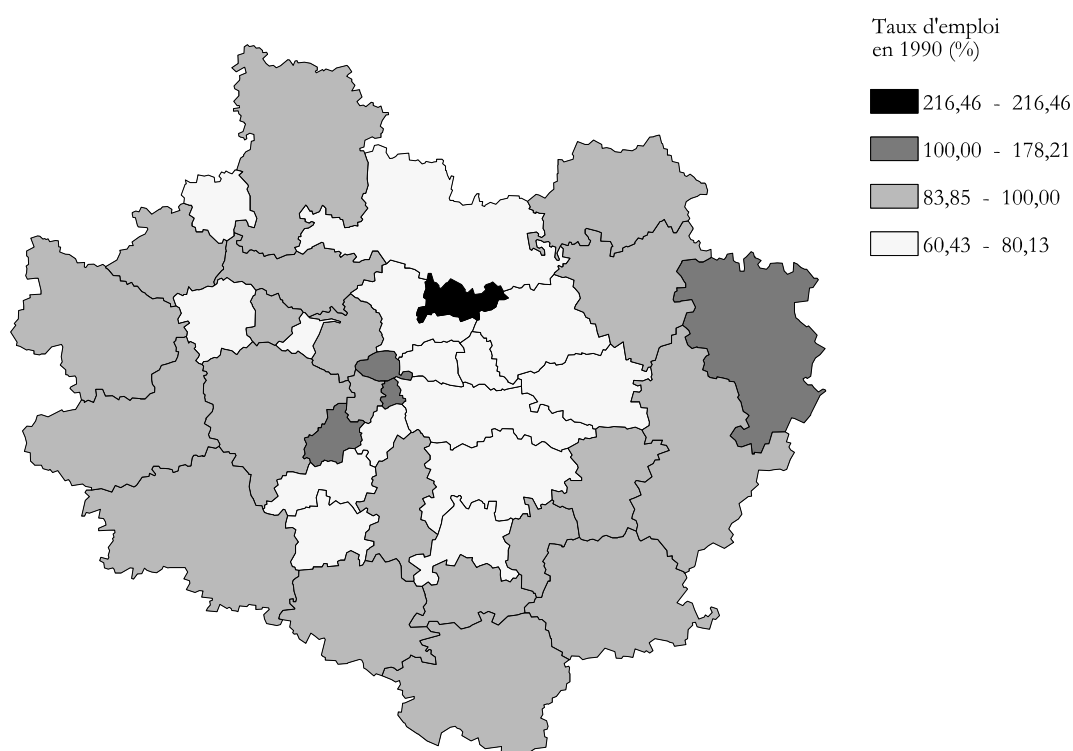 Taux d'emploi
en 1990 (%)
216,46 - 216,46
100,00 - 178,21
83,85 - 100,00
60,43 - 80,13